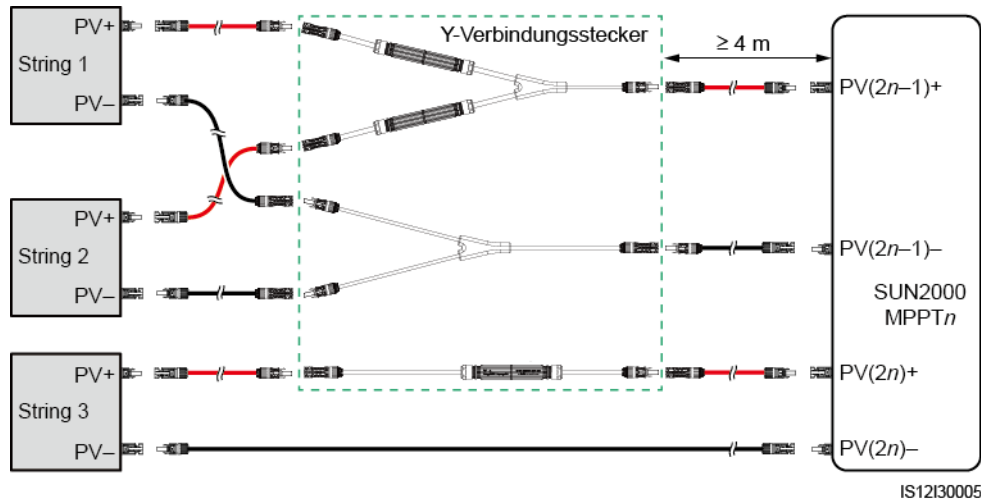 PV+
String 1
PV–
Y-Verbindungsstecker
≥ 4 m
PV(2n–1)+
PV+
String 2
PV–
PV(2n–1)–
SUN2000
MPPTn
PV+
String 3
PV–
PV(2n)+
PV(2n)–
IS12I30005